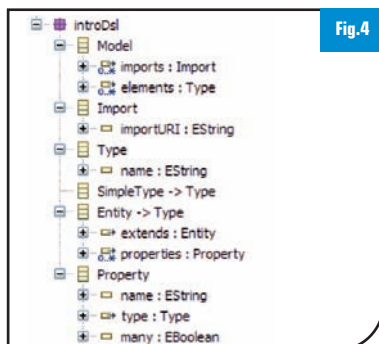 Fig.4
introDsl
Model
imports : Import
elements : Type
Import
importURI : EString
Type
name : EString
SimpleType -> Type
Entity -> Type
extends : Entity
properties : Property
Property
name : EString
type : Type
many : EBoolean